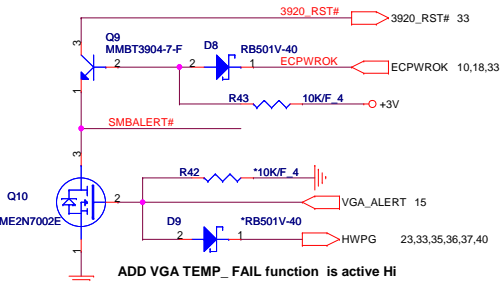 3920_RST#
3920_RST# 33
3
Q9
MMBT3904-7-F
D8
RB501V-40
2
2
1
ECPWROK
ECPWROK 10,18,33
1
R43
10K/F_4
+3V
SMBALERT#
3
R42
*10K/F_4
Q10
2
VGA_ALERT 15
ME2N7002E
D9
*RB501V-40
2
1
HWPG 23,33,35,36,37,40
1
ADD VGA TEMP_ FAIL function is active Hi